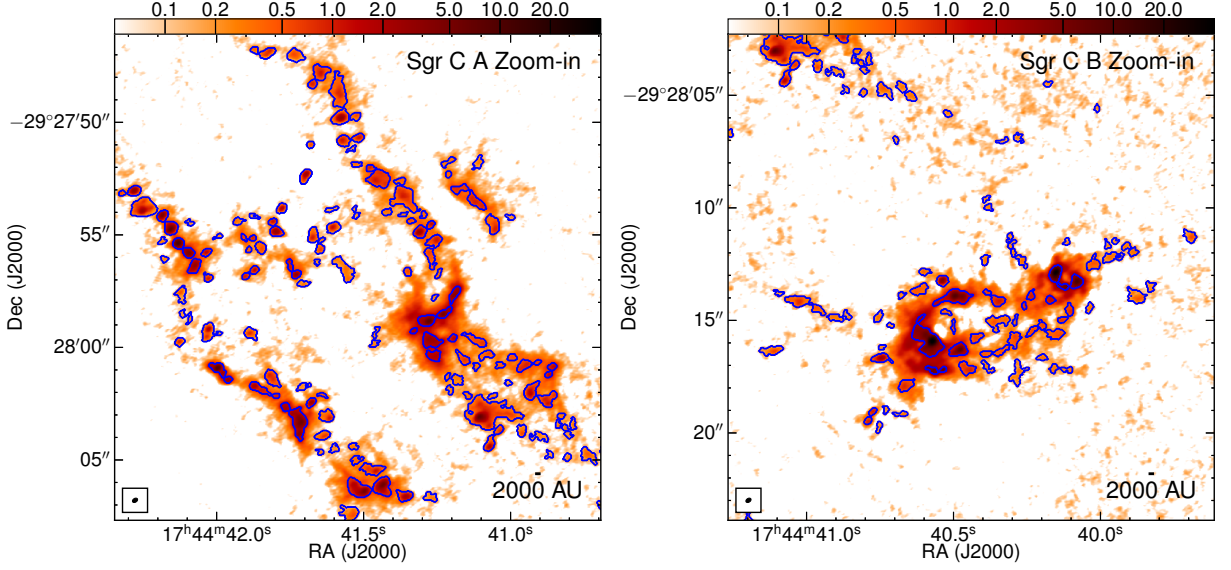 0.1 0.2 0.5 1.0 2.0 5.0 10.0 20.0
Sgr C A Zoom-in
−29°27′50″
55″
28′00″
05″
Dec (J2000)
2000 AU
17ʰ44ᵐ42.0ˢ 41.5ˢ 41.0ˢ
RA (J2000)
0.1 0.2 0.5 1.0 2.0 5.0 10.0 20.0
Sgr C B Zoom-in
−29°28′05″
10″
15″
20″
Dec (J2000)
2000 AU
17ʰ44ᵐ41.0ˢ 40.5ˢ 40.0ˢ
RA (J2000)